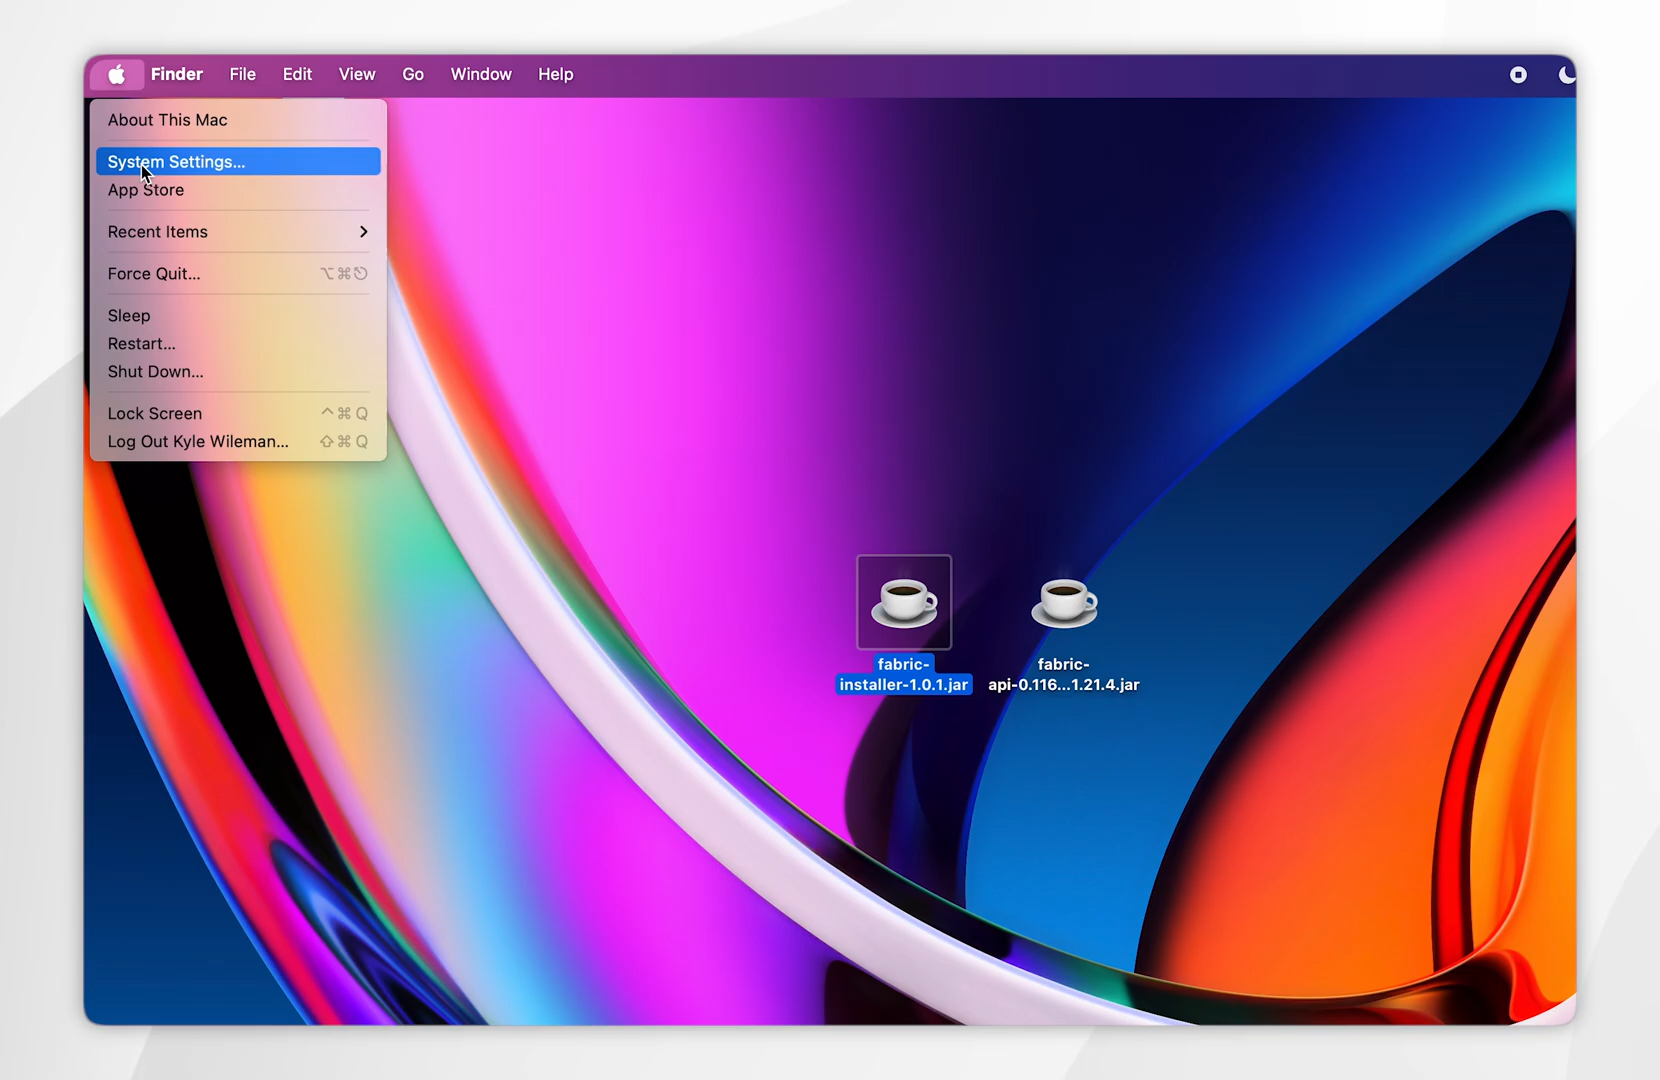 Finder File Edit View Go Window Help
About This Mac
System Settings...
App Store
Recent Items
Force Quit... ⌥⌘⎋
Sleep
Restart...
Shut Down...
Lock Screen ^⌘Q
Log Out Kyle Wileman... ⇧⌘Q
fabric-
installer-1.0.1.jar
fabric-
api-0.116...1.21.4.jar